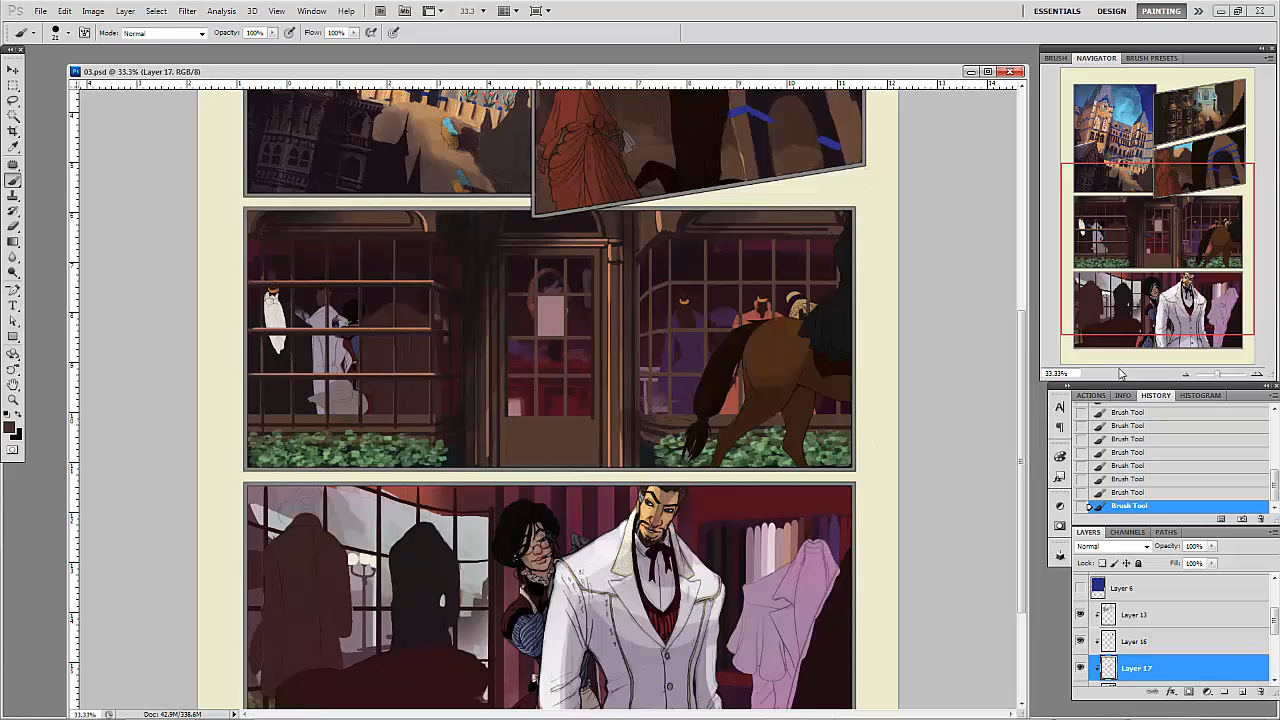 Ps File Edit Image Layer Select Filter Analysis 3D View Window Help Br Mb 33.3 ESSENTIALS DESIGN PAINTING
21 Mode: Normal Opacity: 100% Flow: 100%
03.psd @ 33.3% (Layer 17, RGB/8)
BRUSH NAVIGATOR BRUSH PRESETS
33.33%
ACTIONS INFO HISTORY HISTOGRAM
Brush Tool
Brush Tool
Brush Tool
Brush Tool
Brush Tool
Brush Tool
Brush Tool
Brush Tool
LAYERS CHANNELS PATHS
Normal Opacity: 100%
Lock: Fill: 100%
Layer 6
Layer 13
Layer 16
Layer 17
33.33% Doc: 42.9M/338.6M